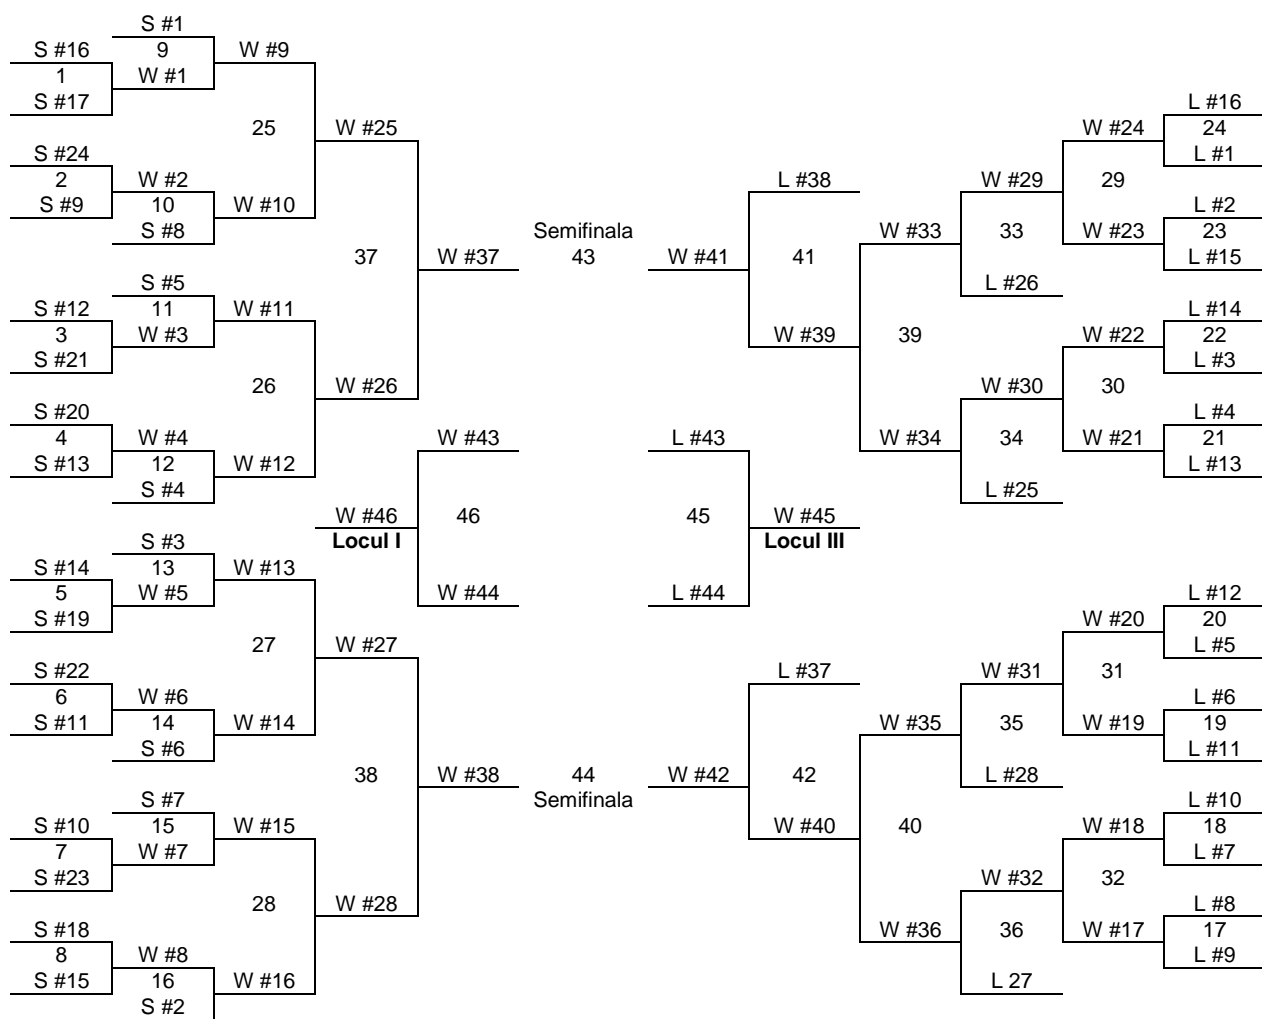 S #1
S #16 9 W #9
1 W #1
S #17 L #16
25 W #25 W #24 24
S #24 L #1
2 W #2 L #38 W #29 29
S #9 10 W #10 L #2
S #8 Semifinala W #33 33 W #23 23
37 W #37 43 W #41 41 L #15
S #5 L #26
S #12 11 W #11 L #14
3 W #3 W #39 39 W #22 22
S #21 L #3
26 W #26 W #30 30
S #20 L #4
4 W #4 W #43 L #43 W #34 34 W #21 21
S #13 12 W #12 L #13
S #4 L #25
W #46 46 45 W #45
S #3 Locul I Locul III
S #14 13 W #13
5 W #5 W #44 L #44 L #12
S #19 W #20 20
27 W #27 L #5
S #22 L #37 W #31 31
6 W #6 L #6
S #11 14 W #14 W #35 35 W #19 19
S #6 L #11
38 W #38 44 W #42 42 L #28
S #7 Semifinala L #10
S #10 15 W #15 W #40 40 W #18 18
7 W #7 L #7
S #23 W #32 32
28 W #28 L #8
S #18 W #36 36 W #17 17
8 W #8 L #9
S #15 16 W #16 L 27
S #2